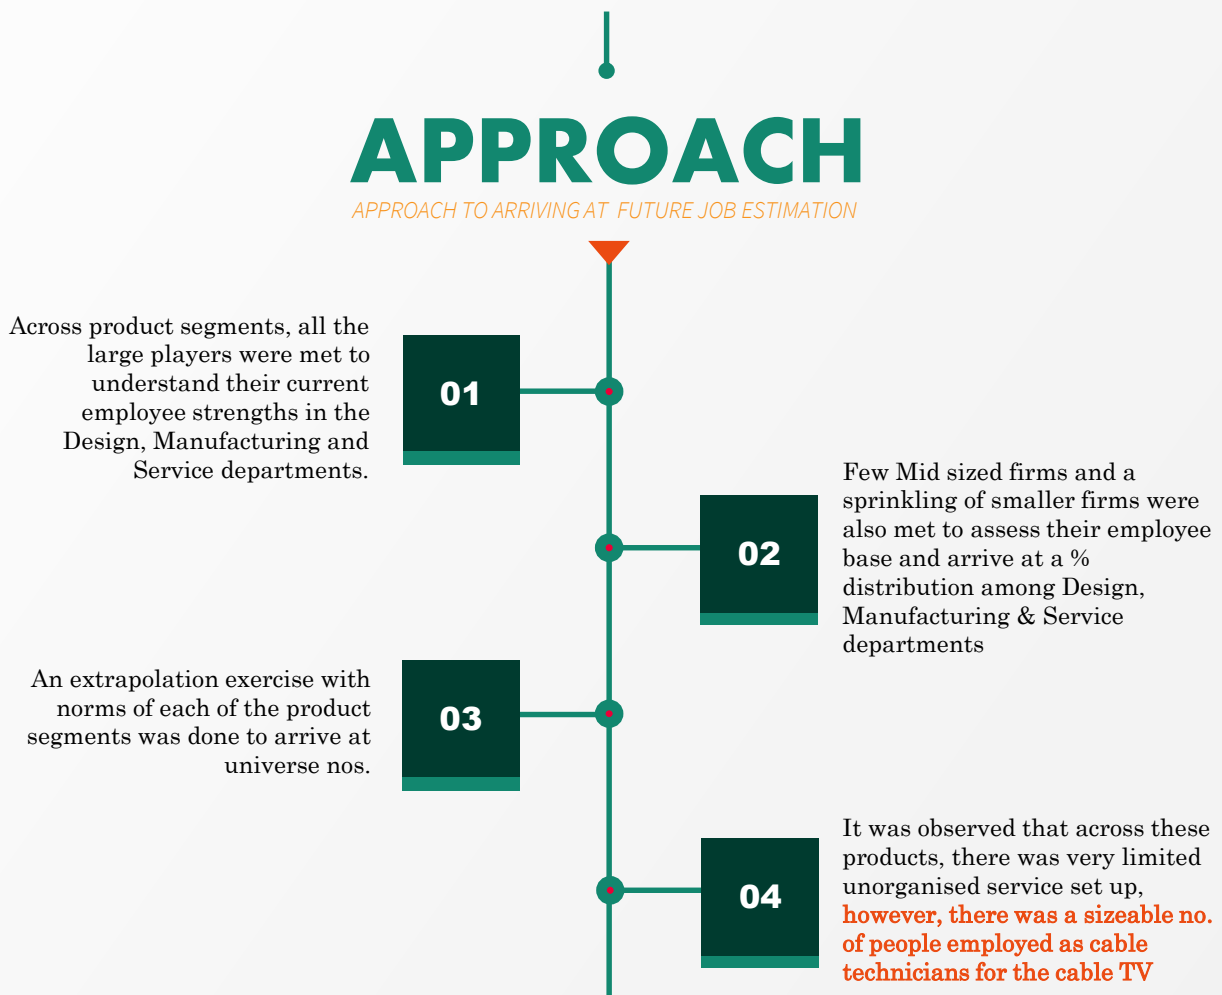 APPROACH
APPROACH TO ARRIVING AT FUTURE JOB ESTIMATION
Across product segments, all the
large players were met to
understand their current
employee strengths in the
Design, Manufacturing and
Service departments.
01
02
Few Mid sized firms and a
sprinkling of smaller firms were
also met to assess their employee
base and arrive at a %
distribution among Design,
Manufacturing & Service
departments
An extrapolation exercise with
norms of each of the product
segments was done to arrive at
universe nos.
03
04
It was observed that across these
products, there was very limited
unorganised service set up,
however, there was a sizeable no.
of people employed as cable
technicians for the cable TV